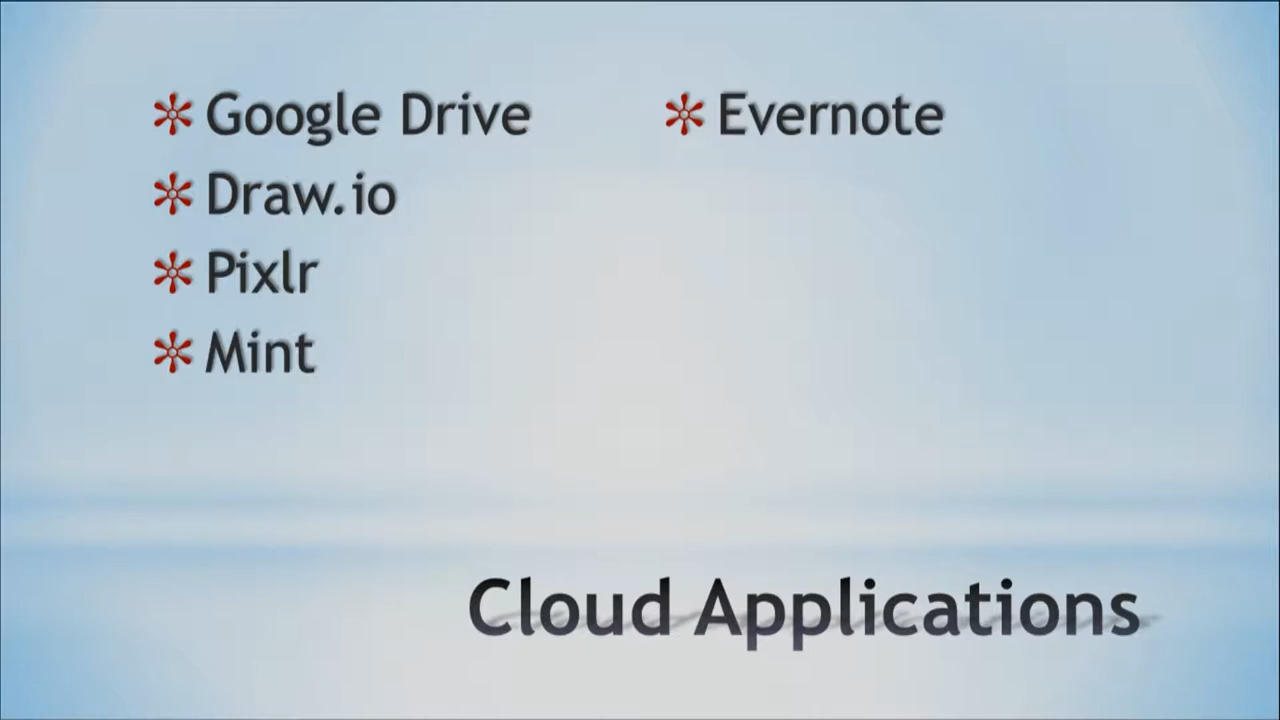 Google Drive
Draw.io
Pixlr
Mint
Evernote
Cloud Applications